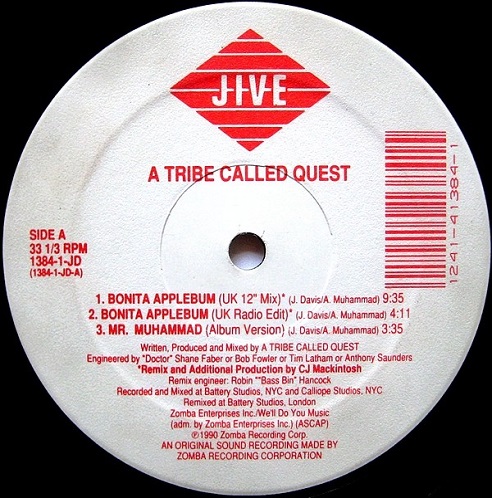 JIVE
A TRIBE CALLED QUEST
SIDE A
33 1/3 RPM
1384-1-JD
(1384-1-JD-A)
1241-41384-1
1. BONITA APPLEBUM (UK 12" Mix)* (J. Davis/A. Muhammad) 9:35
2. BONITA APPLEBUM (UK Radio Edit)* (J. Davis/A. Muhammad) 4:11
3. MR. MUHAMMAD (Album Version) (J. Davis/A. Muhammad) 3:35
Written, Produced and Mixed by A TRIBE CALLED QUEST
Engineered by "Doctor" Shane Faber or Bob Fowler or Tim Latham or Anthony Saunders
*Remix and Additional Production by CJ Mackintosh
Remix engineer: Robin ""Bass Bin" Hancock
Recorded and Mixed at Battery Studios, NYC and Calliope Studios, NYC
Remixed at Battery Studios, London
Zomba Enterprises Inc./We'll Do You Music
(adm. by Zomba Enterprises Inc.) (ASCAP)
℗1990 Zomba Recording Corp.
AN ORIGINAL SOUND RECORDING MADE BY
ZOMBA RECORDING CORPORATION